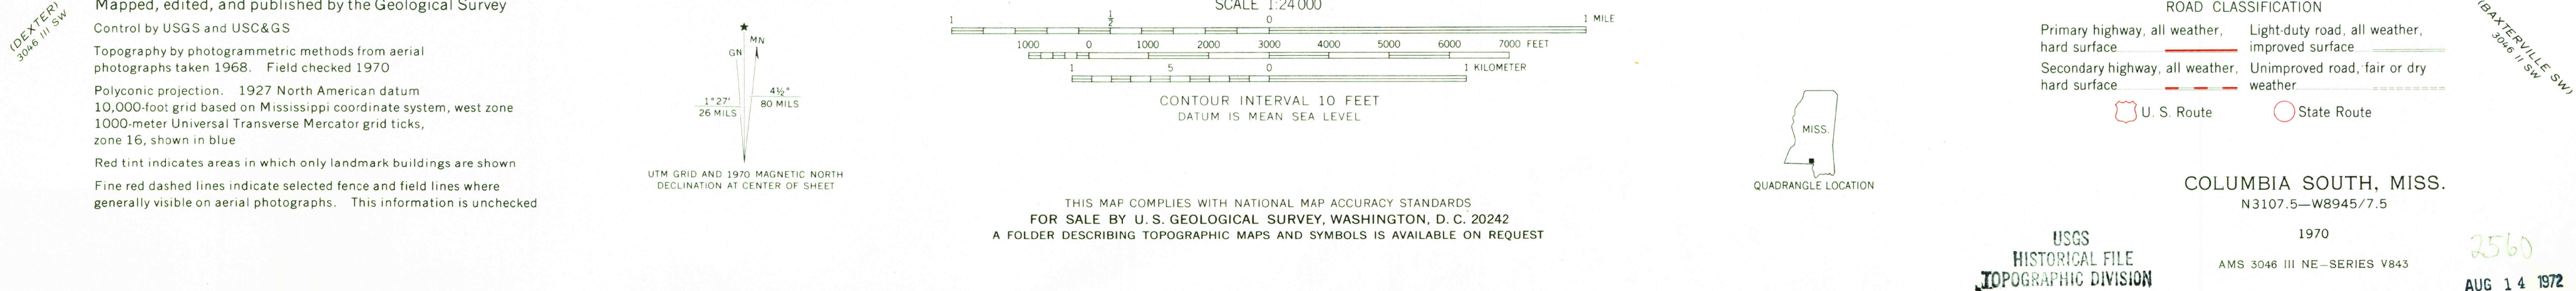 (DEXTER)
3046 III SW
Mapped, edited, and published by the Geological Survey
Control by USGS and USC&GS
Topography by photogrammetric methods from aerial
photographs taken 1968. Field checked 1970
Polyconic projection. 1927 North American datum
10,000-foot grid based on Mississippi coordinate system, west zone
1000-meter Universal Transverse Mercator grid ticks,
zone 16, shown in blue
Red tint indicates areas in which only landmark buildings are shown
Fine red dashed lines indicate selected fence and field lines where
generally visible on aerial photographs. This information is unchecked
MN
GN
1°27'
26 MILS
4½°
80 MILS
UTM GRID AND 1970 MAGNETIC NORTH
DECLINATION AT CENTER OF SHEET
SCALE 1:24 000
1 ½ 0 1 MILE
1000 0 1000 2000 3000 4000 5000 6000 7000 FEET
1 5 0 1 KILOMETER
CONTOUR INTERVAL 10 FEET
DATUM IS MEAN SEA LEVEL
THIS MAP COMPLIES WITH NATIONAL MAP ACCURACY STANDARDS
FOR SALE BY U. S. GEOLOGICAL SURVEY, WASHINGTON, D. C. 20242
A FOLDER DESCRIBING TOPOGRAPHIC MAPS AND SYMBOLS IS AVAILABLE ON REQUEST
MISS.
QUADRANGLE LOCATION
ROAD CLASSIFICATION
Primary highway, all weather,
hard surface
Light-duty road, all weather,
improved surface
Secondary highway, all weather,
hard surface
Unimproved road, fair or dry
weather
U. S. Route
State Route
(BAXTERVILLE SW)
3046 II SW
COLUMBIA SOUTH, MISS.
N3107.5—W8945/7.5
1970
AMS 3046 III NE—SERIES V843
USGS
HISTORICAL FILE
TOPOGRAPHIC DIVISION
2560
AUG 14 1972